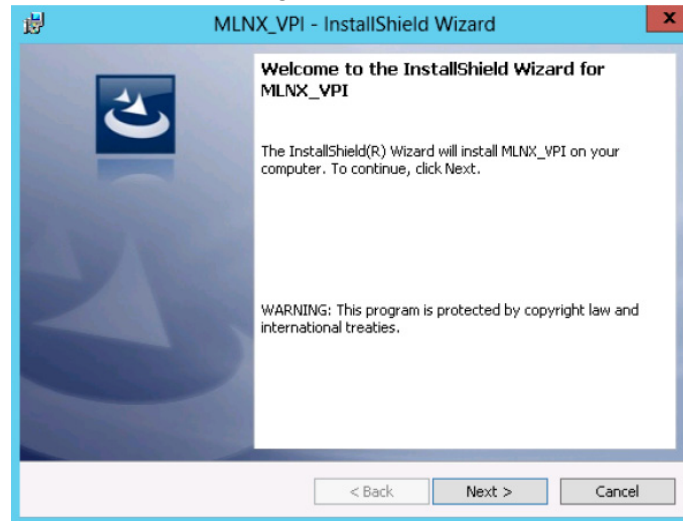 MLNX_VPI - InstallShield Wizard
x
Welcome to the InstallShield Wizard for
MLNX_VPI
The InstallShield(R) Wizard will install MLNX_VPI on your
computer. To continue, click Next.
WARNING: This program is protected by copyright law and
international treaties.
< Back Next > Cancel